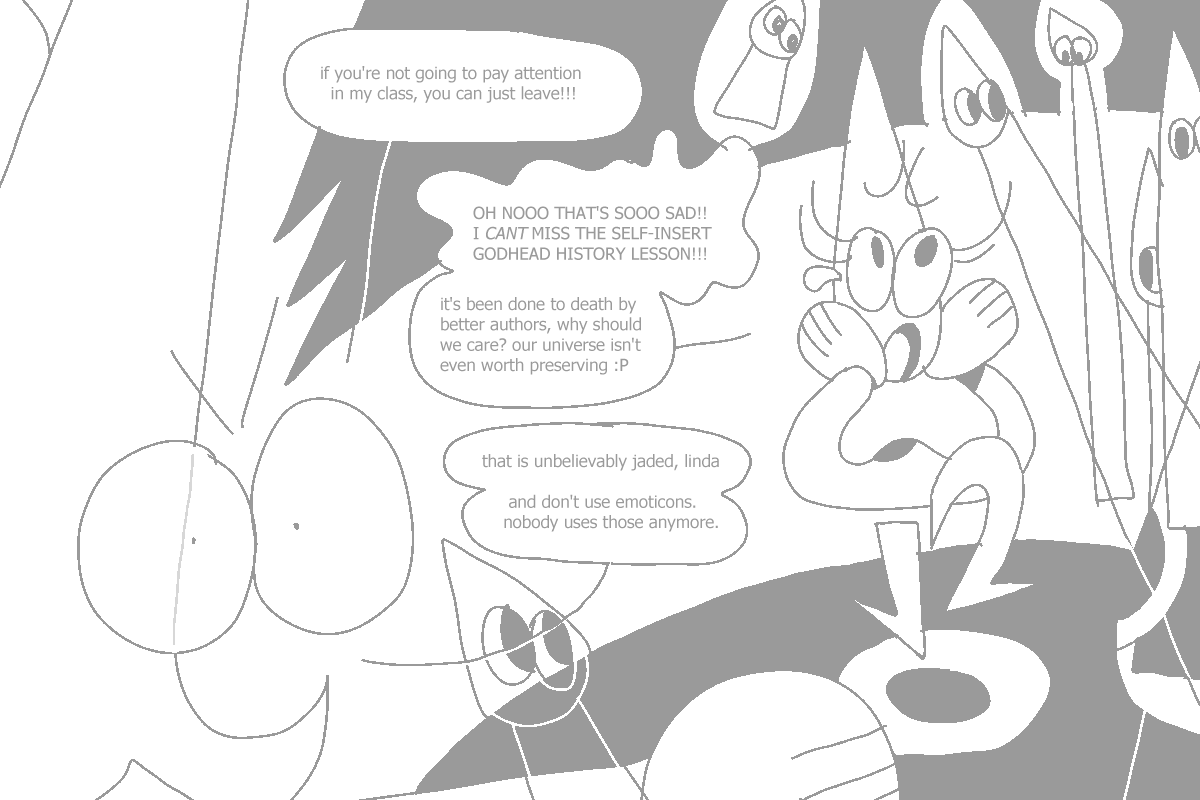 if you're not going to pay attention
in my class, you can just leave!!!
OH NOOO THAT'S SOOO SAD!!
I CANT MISS THE SELF-INSERT
GODHEAD HISTORY LESSON!!!
it's been done to death by
better authors, why should
we care? our universe isn't
even worth preserving :P
that is unbelievably jaded, linda
and don't use emoticons.
nobody uses those anymore.